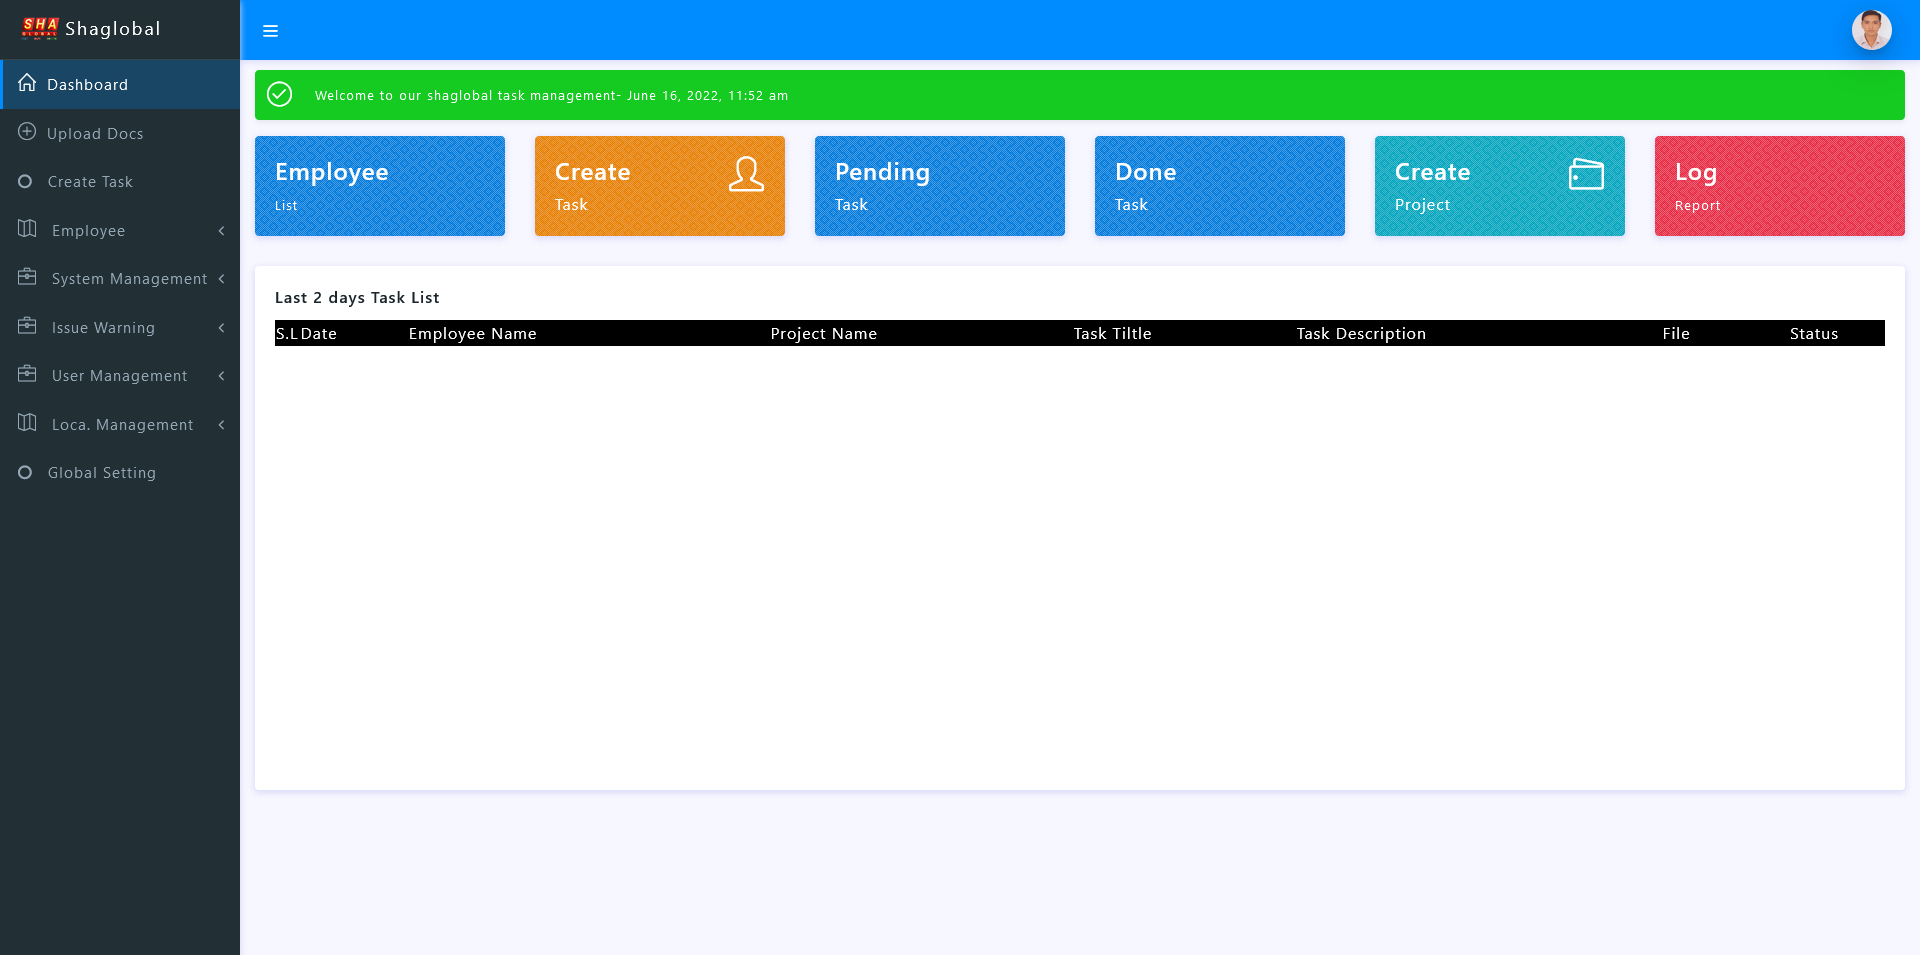 SHA
GLOBAL
Shaglobal
Dashboard
Upload Docs
Create Task
Employee
System Management
Issue Warning
User Management
Loca. Management
Global Setting
Welcome to our shaglobal task management- June 16, 2022, 11:52 am
Employee
List
Create
Task
Pending
Task
Done
Task
Create
Project
Log
Report
Last 2 days Task List
S.L Date Employee Name Project Name Task Tiltle Task Description File Status